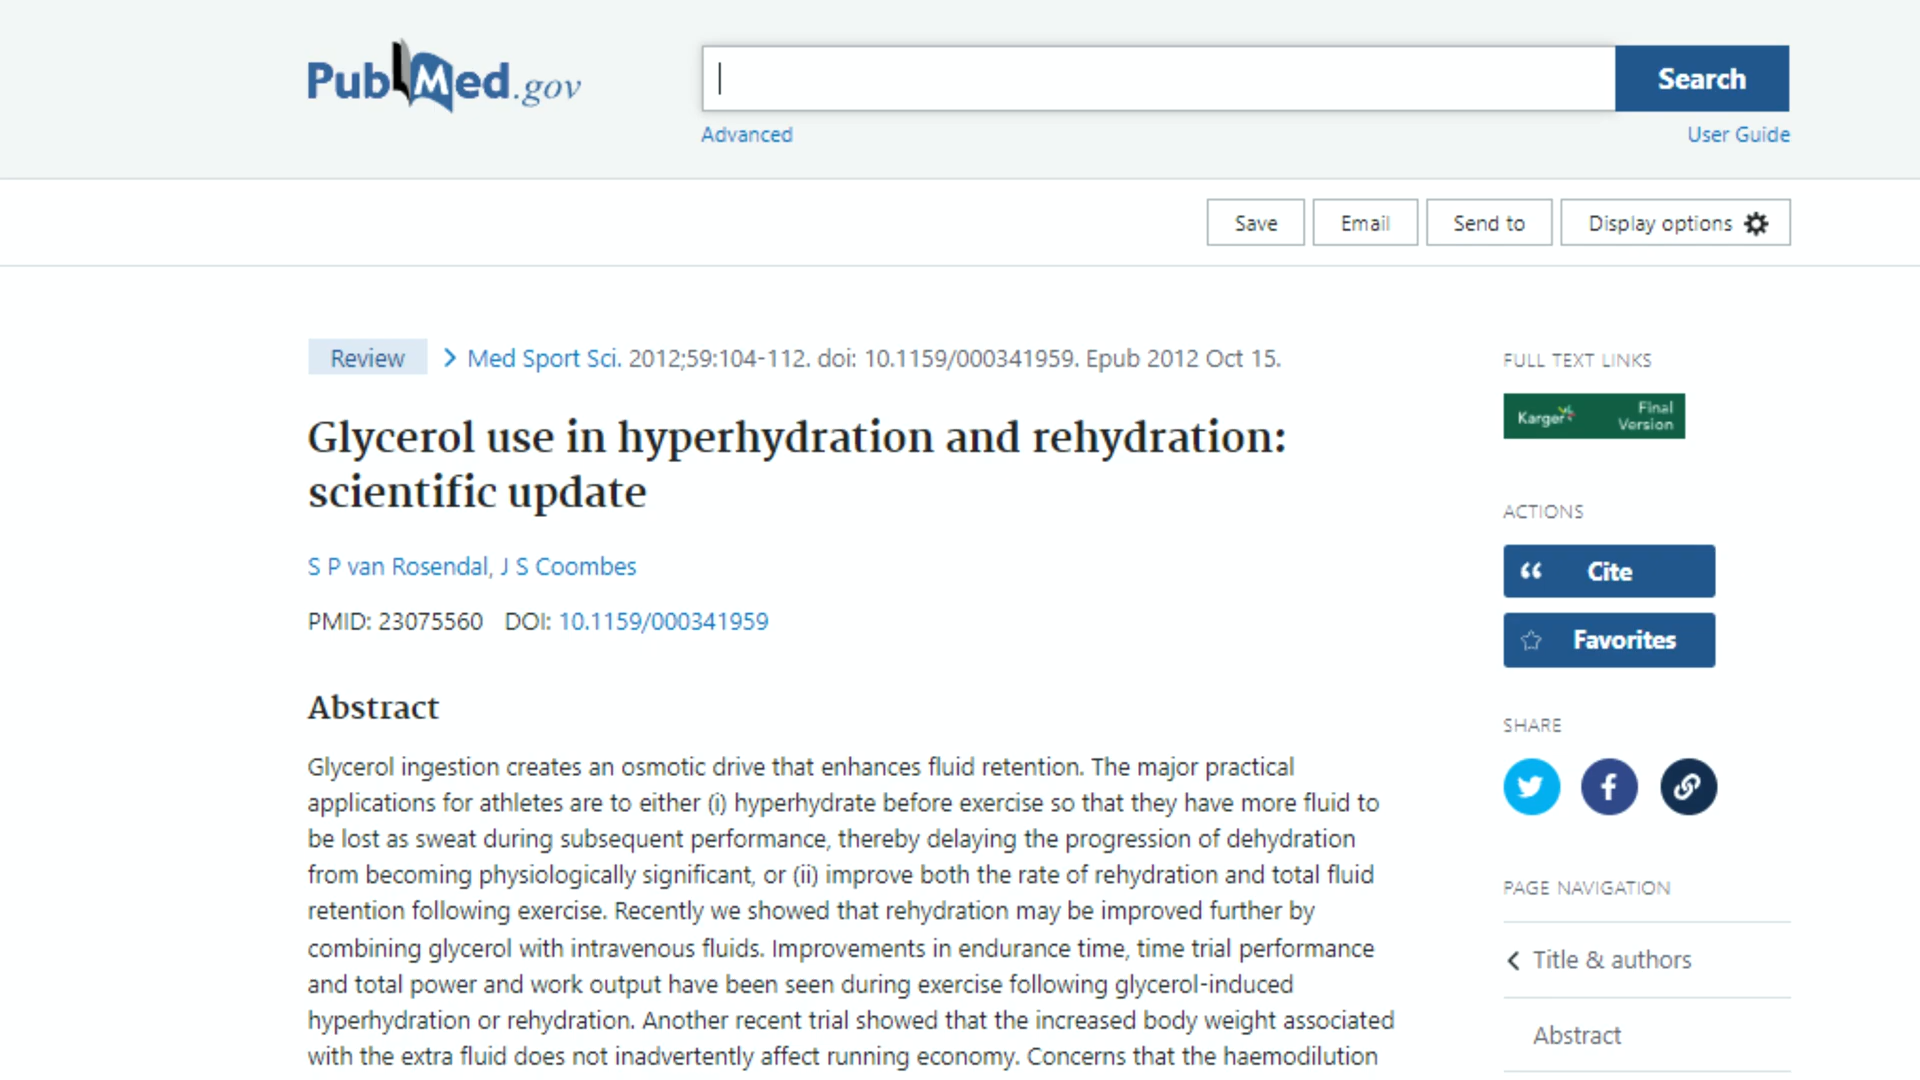 PubMed.gov
Search
Advanced
User Guide
Save
Email
Send to
Display options
Review
Med Sport Sci. 2012;59:104-112. doi: 10.1159/000341959. Epub 2012 Oct 15.
Glycerol use in hyperhydration and rehydration:
scientific update
S P van Rosendal, J S Coombes
PMID: 23075560 DOI: 10.1159/000341959
Abstract
Glycerol ingestion creates an osmotic drive that enhances fluid retention. The major practical
applications for athletes are to either (i) hyperhydrate before exercise so that they have more fluid to
be lost as sweat during subsequent performance, thereby delaying the progression of dehydration
from becoming physiologically significant, or (ii) improve both the rate of rehydration and total fluid
retention following exercise. Recently we showed that rehydration may be improved further by
combining glycerol with intravenous fluids. Improvements in endurance time, time trial performance
and total power and work output have been seen during exercise following glycerol-induced
hyperhydration or rehydration. Another recent trial showed that the increased body weight associated
with the extra fluid does not inadvertently affect running economy. Concerns that the haemodilution
FULL TEXT LINKS
Karger
Final
Version
ACTIONS
Cite
Favorites
SHARE
PAGE NAVIGATION
Title & authors
Abstract